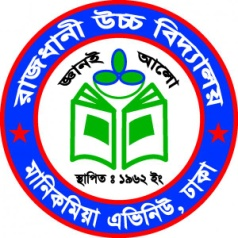 রাজধানী উচ্চ বিদ্যালয়
জ্ঞানই আলো
স্থাপিত : ১৯৬২ ইং
মানিকমিয়া এভিনিউ, ঢাকা